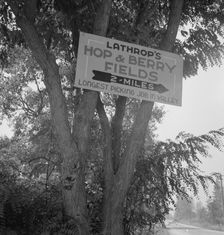 LATHROP'S
HOP & BERRY
FIELDS
2-MILES
LONGEST PICKING JOB IN VALLEY